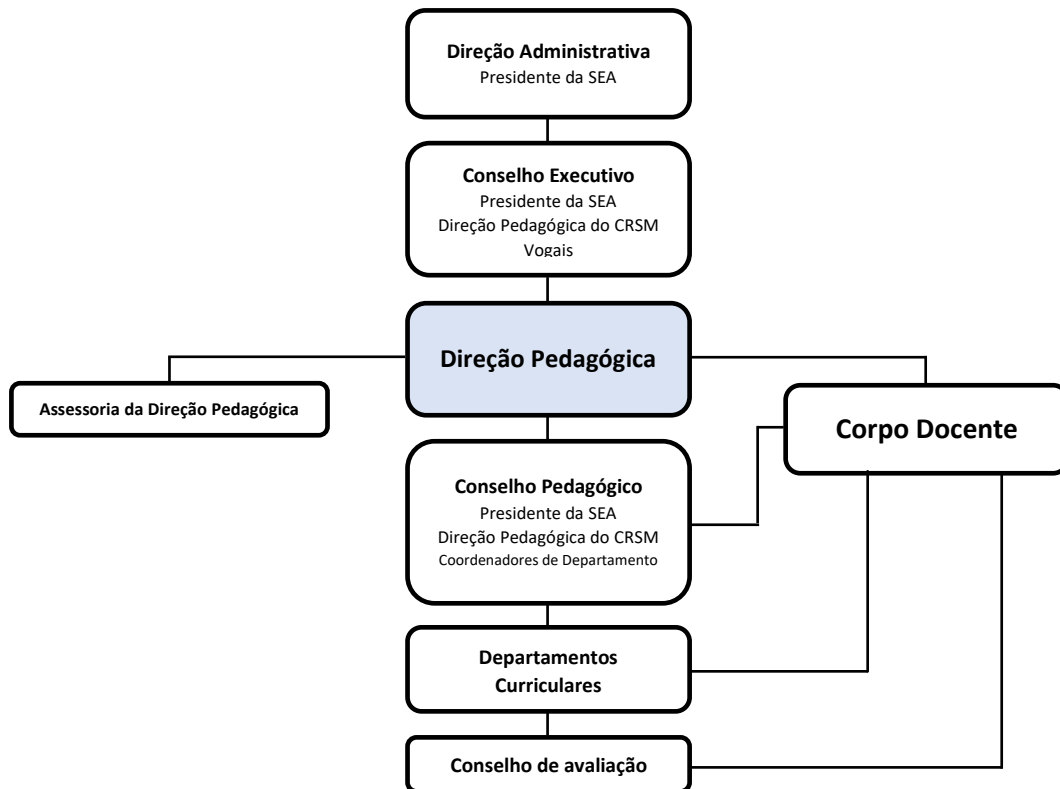 Direção Administrativa
Presidente da SEA
Conselho Executivo
Presidente da SEA
Direção Pedagógica do CRSM
Vogais
Direção Pedagógica
Assessoria da Direção Pedagógica
Corpo Docente
Conselho Pedagógico
Presidente da SEA
Direção Pedagógica do CRSM
Coordenadores de Departamento
Departamentos
Curriculares
Conselho de avaliação